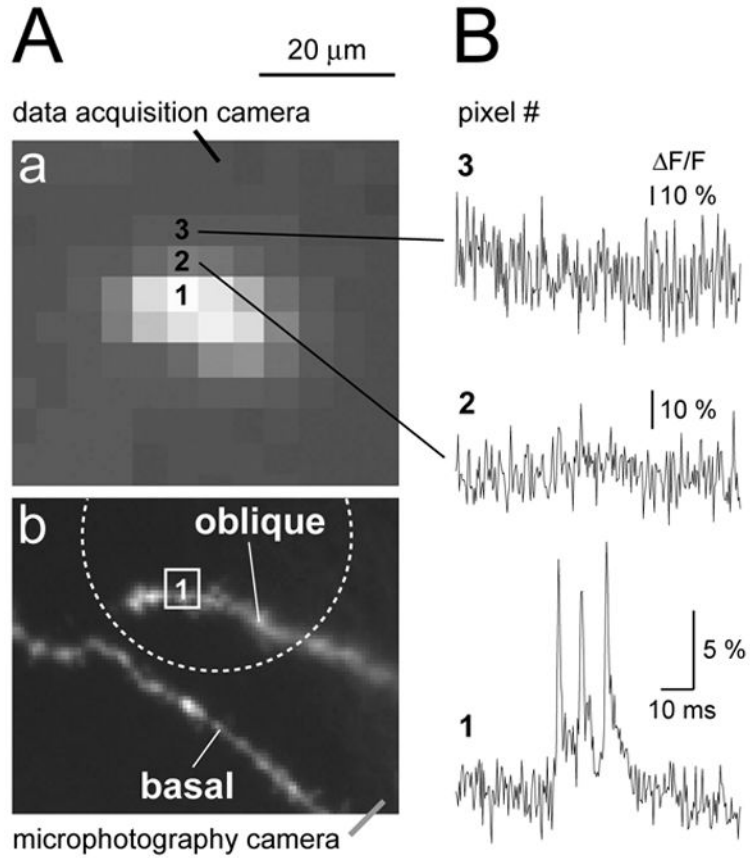 A
B
20 μm
data acquisition camera
pixel #
a
3
2
1
3
ΔF/F
10 %
2
10 %
b
oblique
1
basal
5 %
10 ms
1
microphotography camera